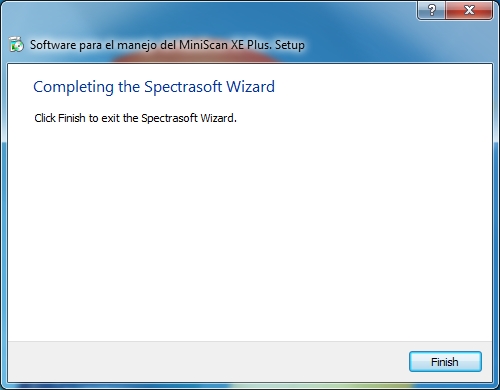 ?
Software para el manejo del MiniScan XE Plus. Setup
Completing the Spectrasoft Wizard
Click Finish to exit the Spectrasoft Wizard.
Finish